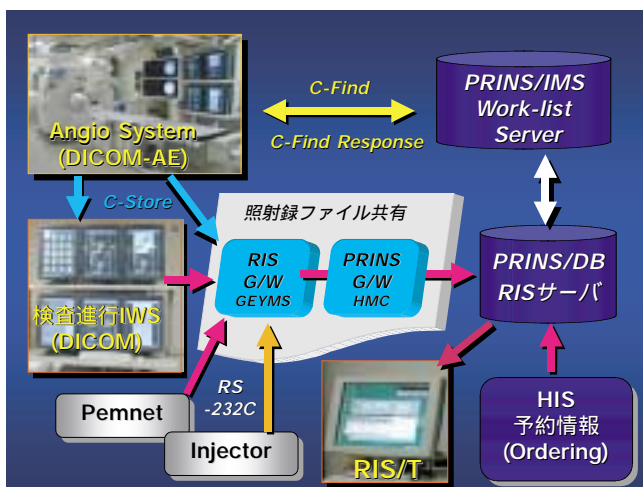 C-Find
C-Find Response
PRINS/IMS
Work-list
Server
Angio System
(DICOM-AE)
C-Store
照射録ファイル共有
RIS
G/W
GEYMS
PRINS
G/W
HMC
PRINS/DB
RISサーバ
検査進行IWS
(DICOM)
RS
-232C
Pemnet
Injector
RIS/T
HIS
予約情報
(Ordering)